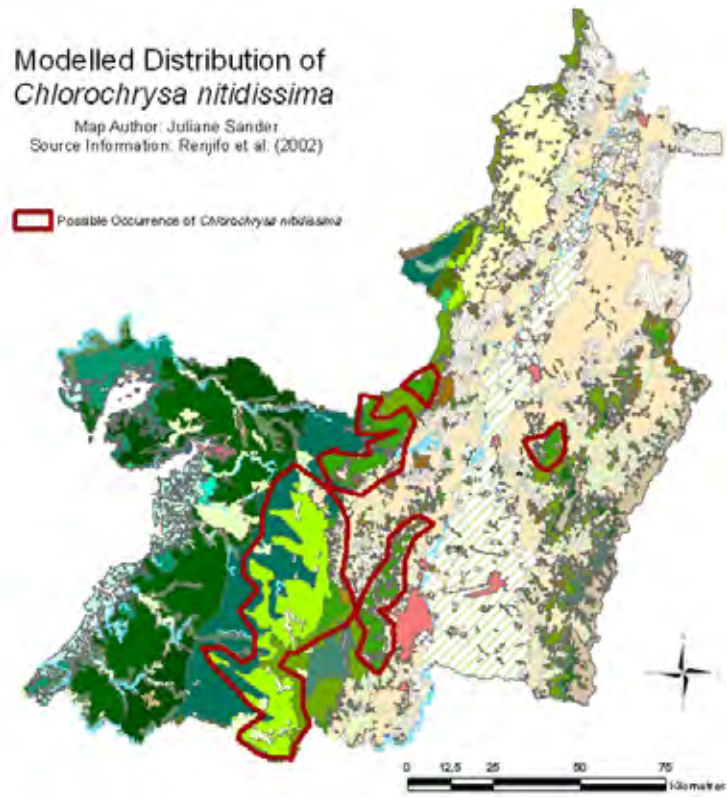 Modelled Distribution of
Chlorochrysa nitidissima
Map Author: Juliane Sander
Source Information: Renjifo et al. (2002)
Possible Occurrence of Chlorochrysa nitidissima
0 12,5 25 50 75
Kilometres